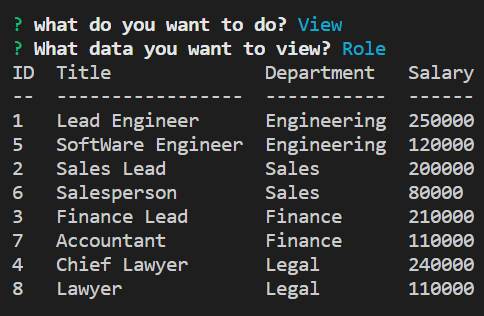 ? what do you want to do? View
? What data you want to view? Role
ID  Title              Department   Salary
--  -----------------  -----------  ------
1   Lead Engineer      Engineering  250000
5   SoftWare Engineer  Engineering  120000
2   Sales Lead         Sales        200000
6   Salesperson        Sales        80000
3   Finance Lead       Finance      210000
7   Accountant         Finance      110000
4   Chief Lawyer       Legal        240000
8   Lawyer             Legal        110000